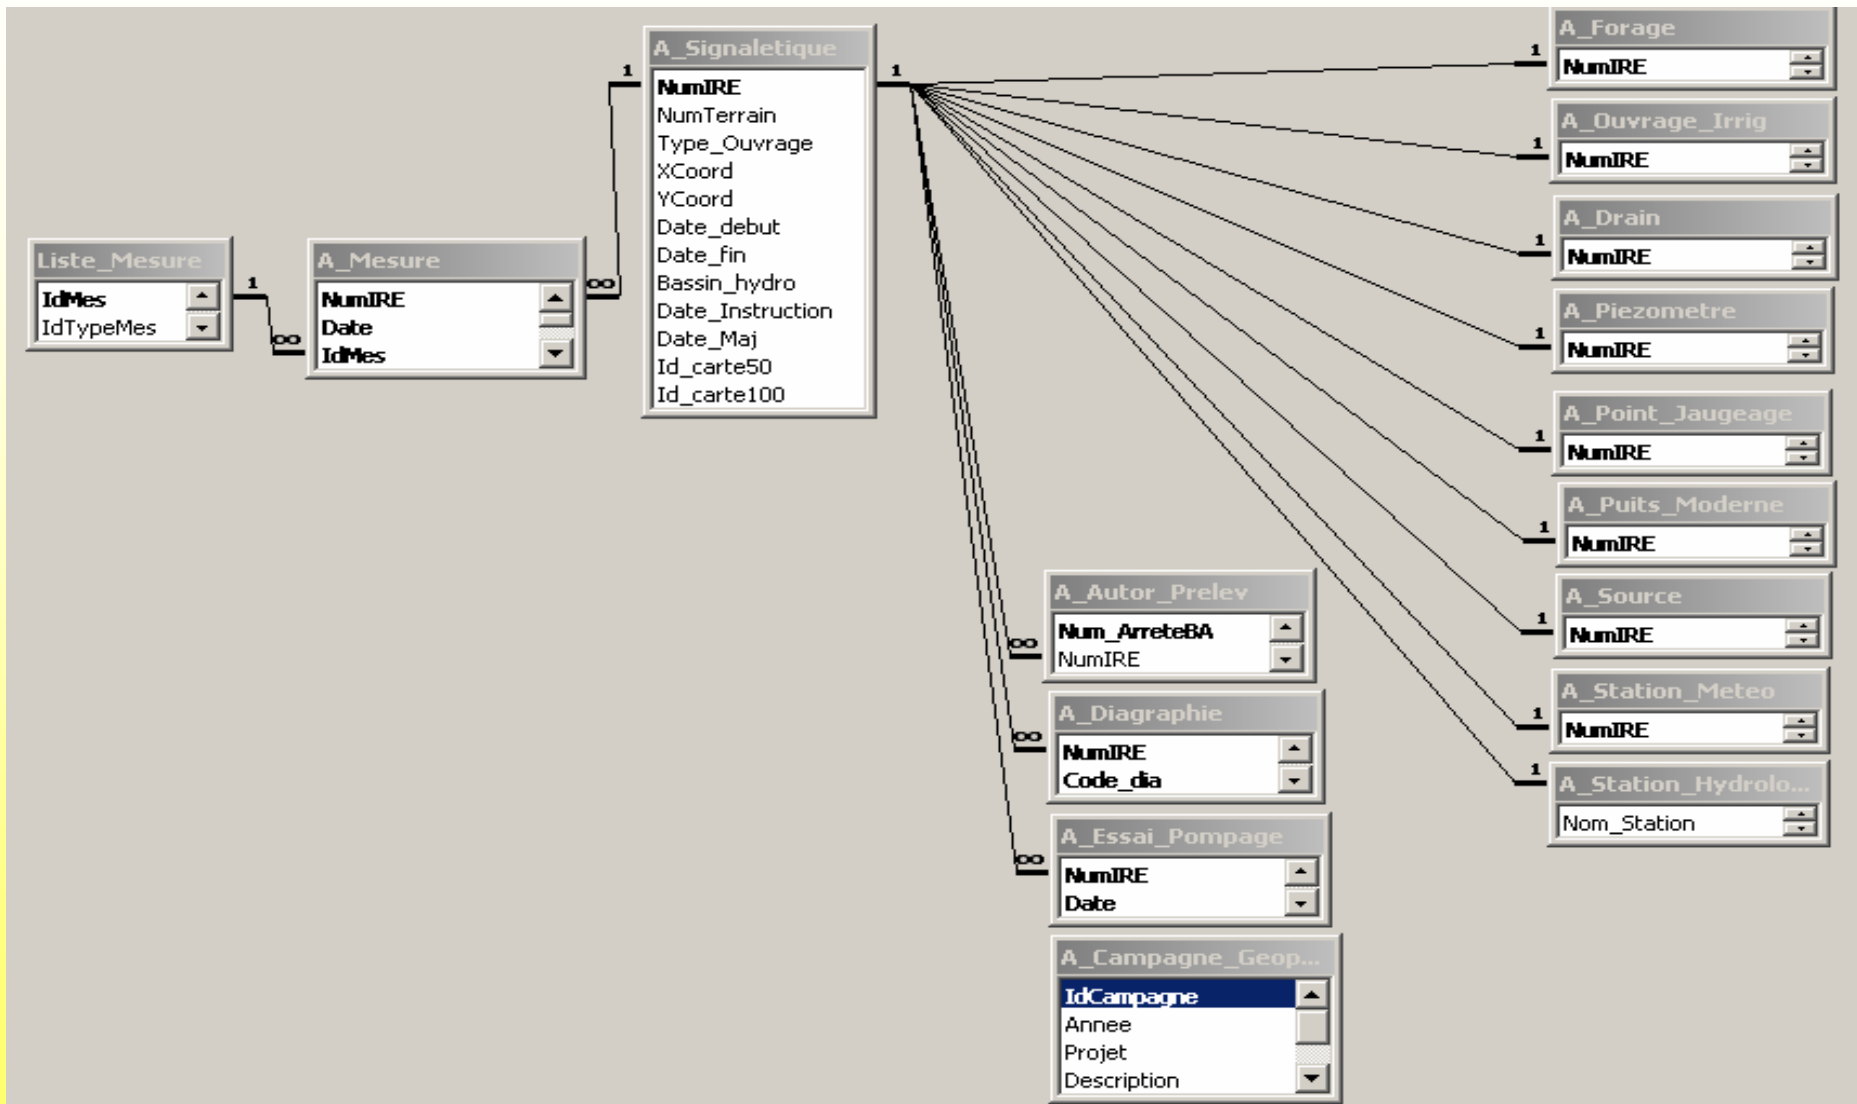 Liste_Mesure
IdMes
IdTypeMes
1
∞
A_Mesure
NumIRE
Date
IdMes
∞
1
A_Signaletique
NumIRE
NumTerrain
Type_Ouvrage
XCoord
YCoord
Date_debut
Date_fin
Bassin_hydro
Date_Instruction
Date_Maj
Id_carte50
Id_carte100
1
∞
A_Autor_Prelev
Num_ArreteBA
NumIRE
∞
A_Diagraphie
NumIRE
Code_dia
∞
A_Essai_Pompage
NumIRE
Date
A_Campagne_Geop...
IdCampagne
Annee
Projet
Description
1
A_Forage
NumIRE
1
A_Ouvrage_Irrig
NumIRE
1
A_Drain
NumIRE
1
A_Piezometre
NumIRE
1
A_Point_Jaugeage
NumIRE
1
A_Puits_Moderne
NumIRE
1
A_Source
NumIRE
1
A_Station_Meteo
NumIRE
1
A_Station_Hydrolo...
Nom_Station